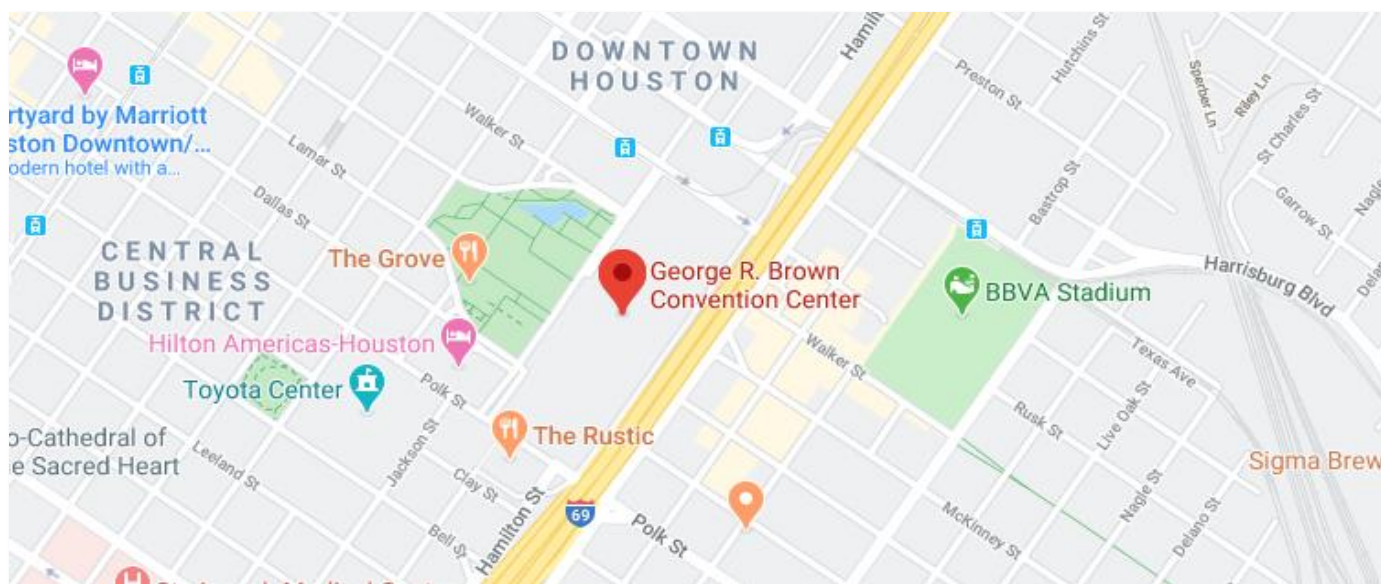 DOWNTOWN
HOUSTON
Hamilton
Hutchins St
Preston St
Sperber Ln
Riley Ln
St Charles St
rtyard by Marriott
ston Downtown/...
odern hotel with a...
Walker St
Lamar St
Bastrop St
Garrow St
Nagle
Dallas St
CENTRAL
BUSINESS
DISTRICT
The Grove
George R. Brown
Convention Center
BBVA Stadium
Harrisburg Blvd
Hilton Americas-Houston
Walker St
Texas Ave
Toyota Center
Polk St
Rusk St
Live Oak St
o-Cathedral of
e Sacred Heart
The Rustic
Jackson St
Leeland St
Clay St
Sigma Brew
Nagle St
Delano St
Hamilton St
69
Polk St
McKinney St
Bell St